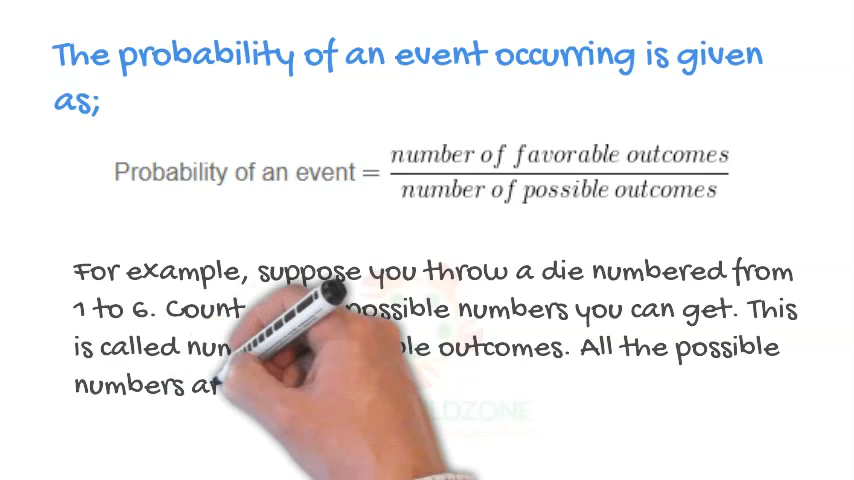 The probability of an event occurring is given
as;
Probability of an event = number of favorable outcomes
number of possible outcomes
For example, suppose you throw a die numbered from
1 to 6. Count possible numbers you can get. This
is called outcomes. All the possible
numbers